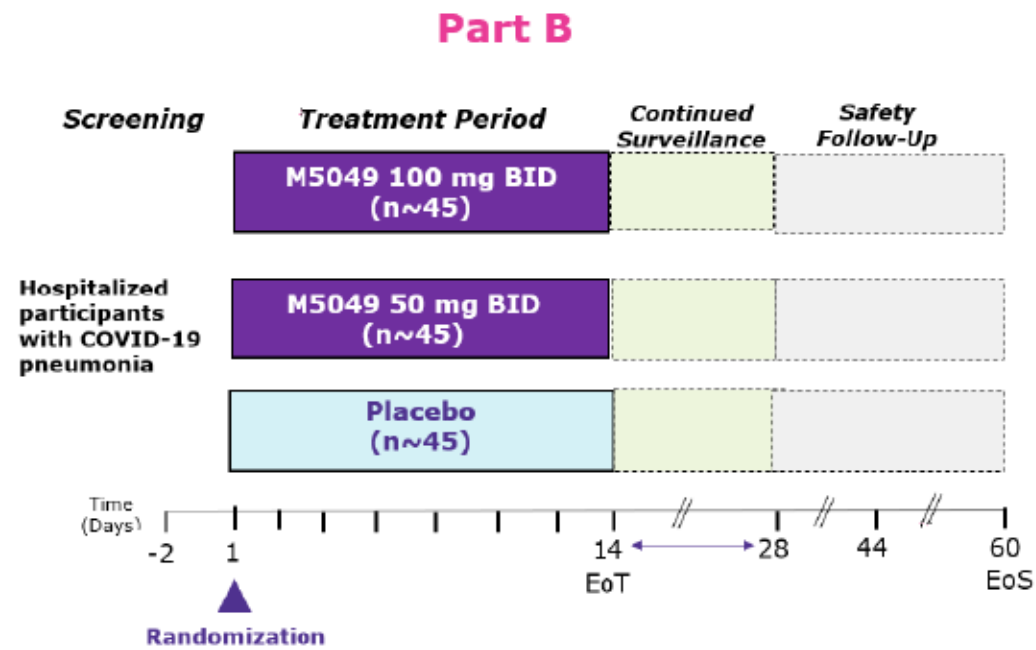 Part B
Screening
Treatment Period
Continued
Surveillance
Safety
Follow-Up
M5049 100 mg BID
(n~45)
Hospitalized
participants
with COVID-19
pneumonia
M5049 50 mg BID
(n~45)
Placebo
(n~45)
Time
(Days)
-2
1
14
28
44
60
EoT
EoS
Randomization